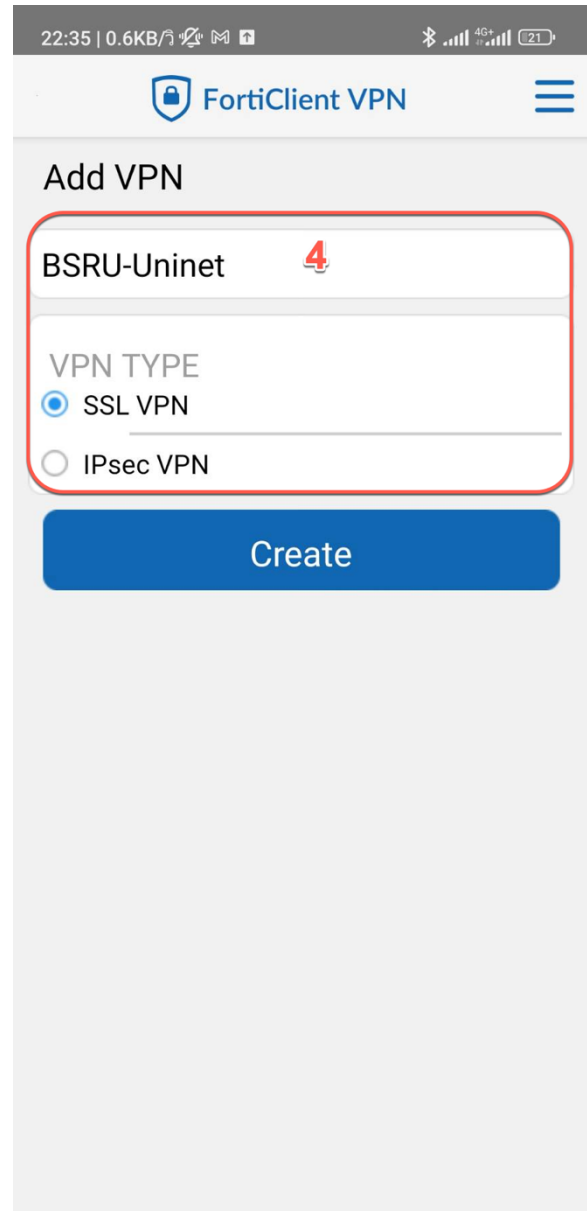 22:35 | 0.6KB/s 4G+ 21
FortiClient VPN
Add VPN
BSRU-Uninet 4
VPN TYPE
SSL VPN
IPsec VPN
Create